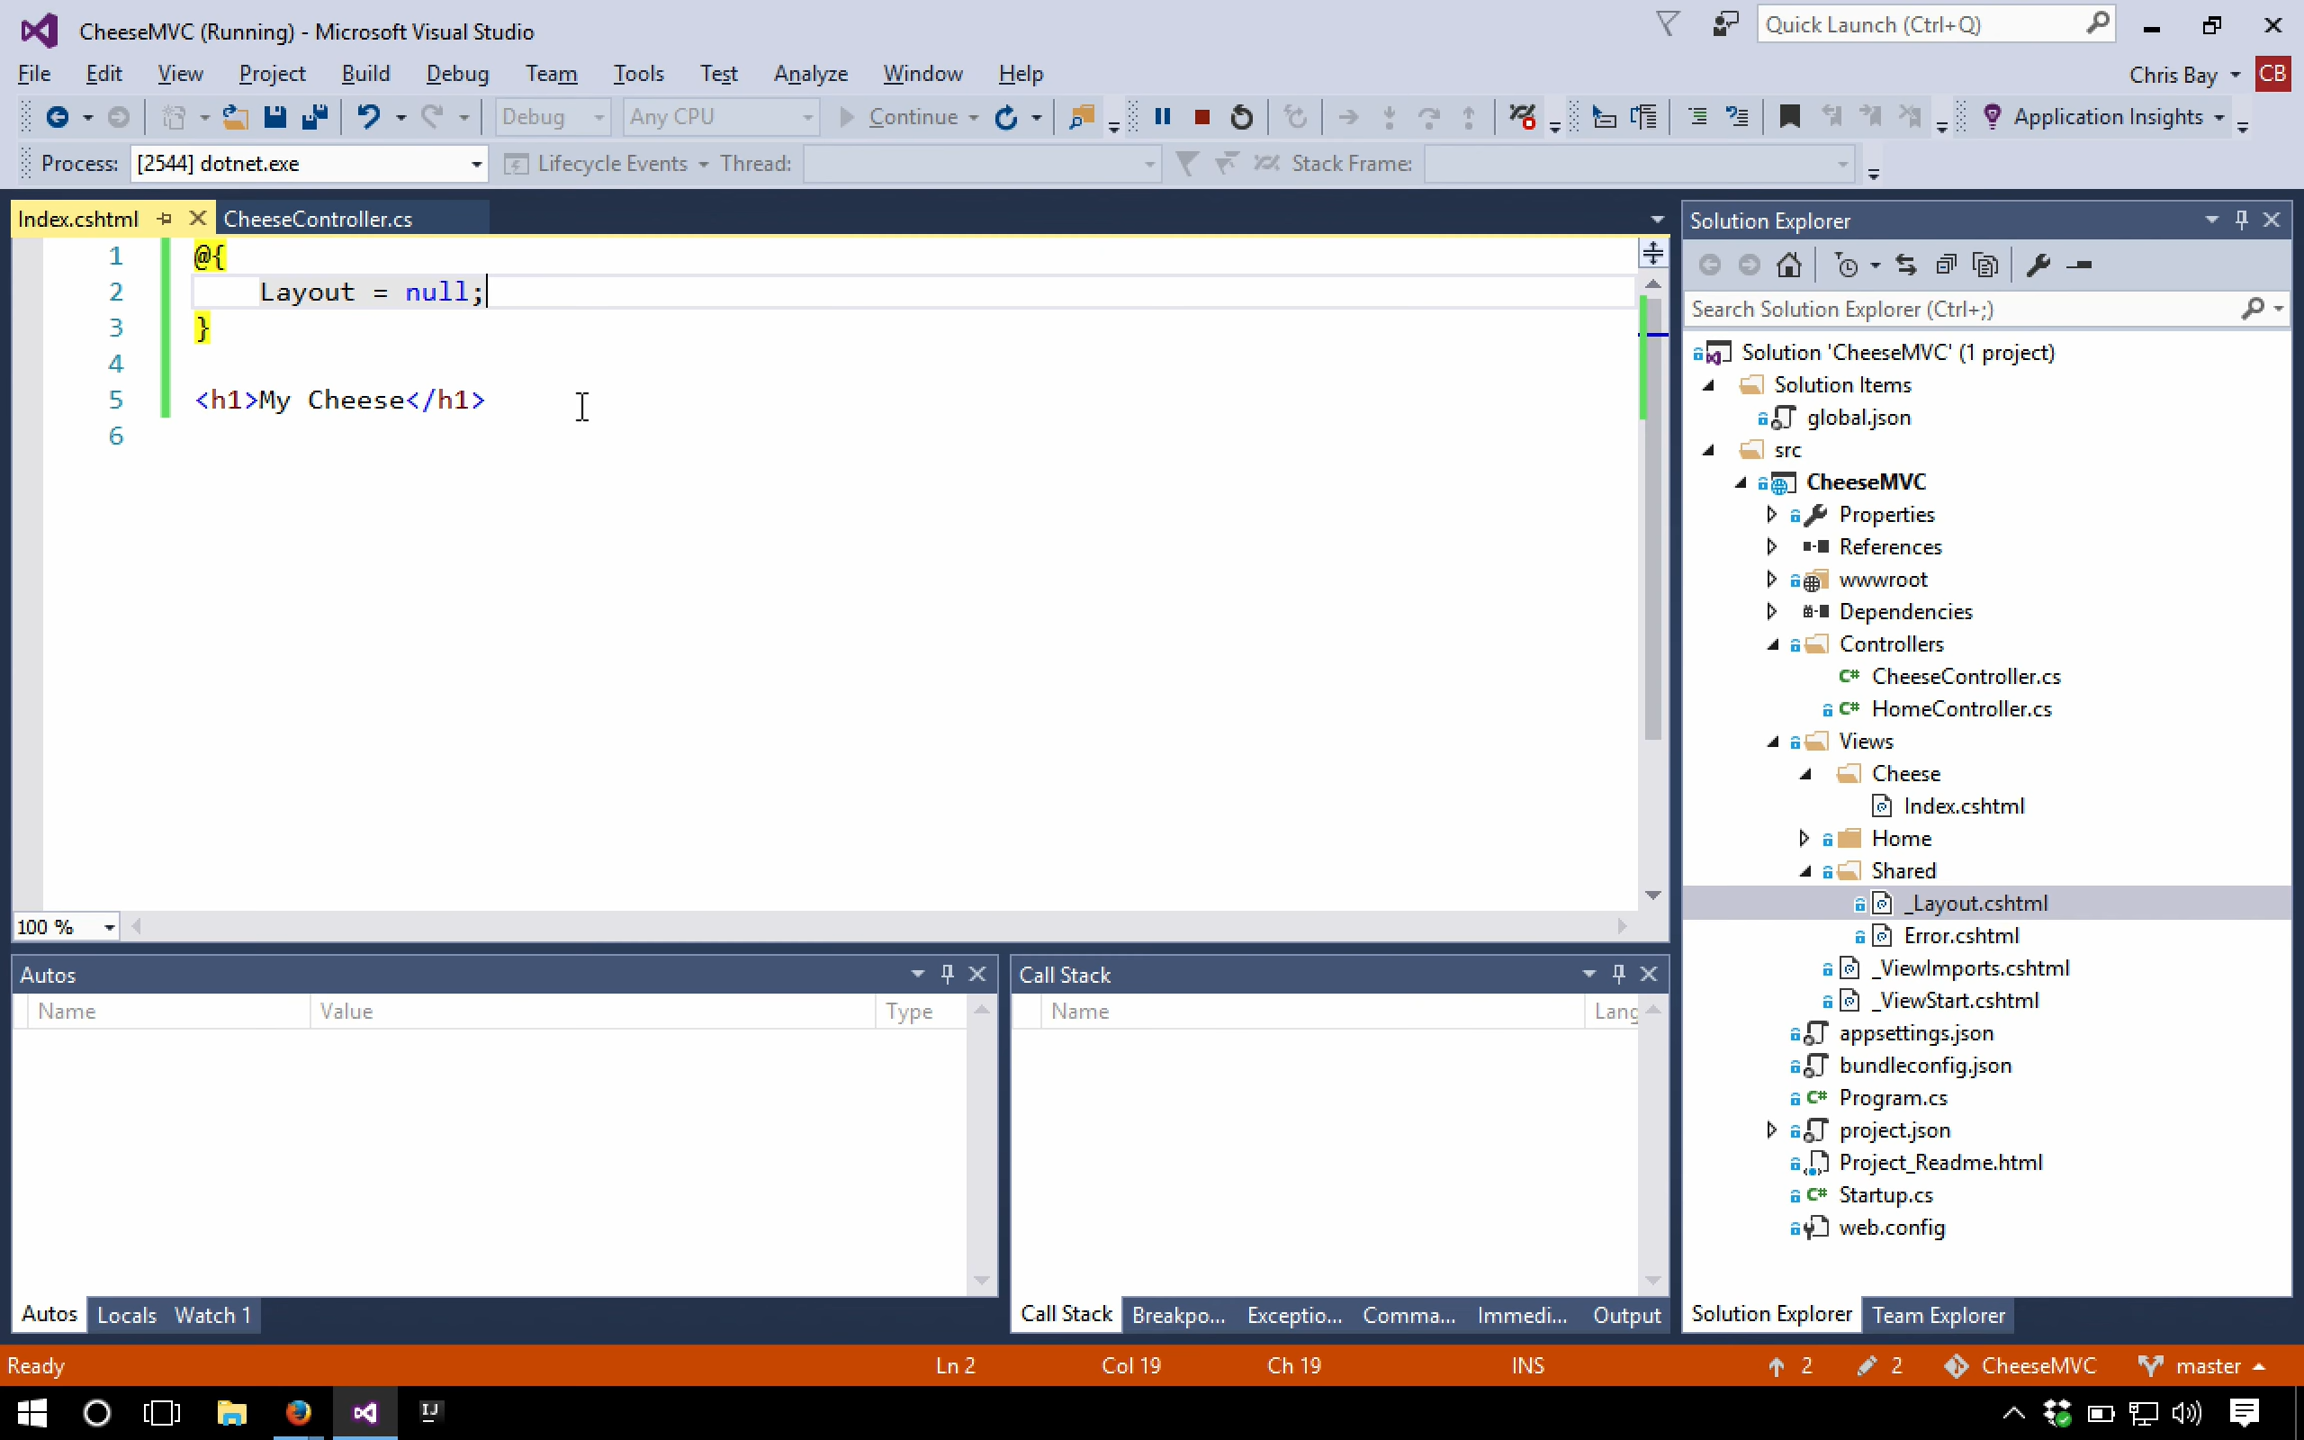 CheeseMVC (Running) - Microsoft Visual Studio
Quick Launch (Ctrl+Q)
File Edit View Project Build Debug Team Tools Test Analyze Window Help
Chris Bay CB
Debug Any CPU Continue Application Insights
Process: [2544] dotnet.exe Lifecycle Events Thread: Stack Frame:
Index.cshtml CheeseController.cs
1 @{
2 Layout = null;
3 }
4
5 <h1>My Cheese</h1>
6
100 %
Solution Explorer
Search Solution Explorer (Ctrl+;)
Solution 'CheeseMVC' (1 project)
Solution Items
global.json
src
CheeseMVC
Properties
References
wwwroot
Dependencies
Controllers
C# CheeseController.cs
C# HomeController.cs
Views
Cheese
Index.cshtml
Home
Shared
_Layout.cshtml
Error.cshtml
_ViewImports.cshtml
_ViewStart.cshtml
appsettings.json
bundleconfig.json
C# Program.cs
project.json
Project_Readme.html
C# Startup.cs
web.config
Solution Explorer Team Explorer
Autos
Name Value Type
Autos Locals Watch 1
Call Stack
Name Lang
Call Stack Breakpo... Exceptio... Comma... Immedi... Output
Ready Ln 2 Col 19 Ch 19 INS 2 2 CheeseMVC master
IJ